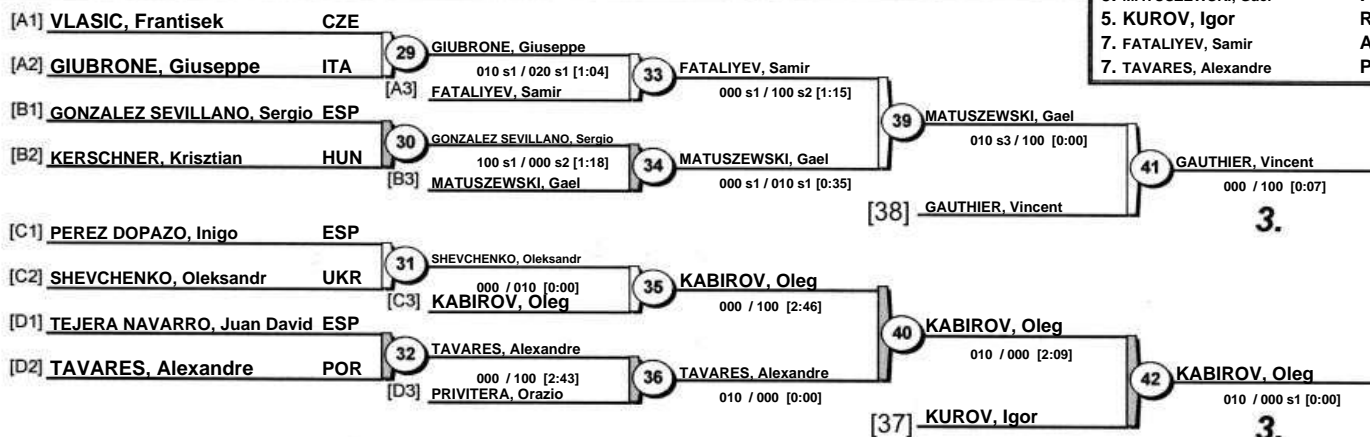 [A1] VLASIC, Frantisek CZE
[A2] GIUBRONE, Giuseppe ITA
[B1] GONZALEZ SEVILLANO, Sergio ESP
[B2] KERSCHNER, Krisztian HUN
[C1] PEREZ DOPAZO, Inigo ESP
[C2] SHEVCHENKO, Oleksandr UKR
[D1] TEJERA NAVARRO, Juan David ESP
[D2] TAVARES, Alexandre POR
29
GIUBRONE, Giuseppe
010 s1 / 020 s1 [1:04]
[A3] FATALIYEV, Samir
30
GONZALEZ SEVILLANO, Sergio
100 s1 / 000 s2 [1:18]
[B3] MATUSZEWSKI, Gael
31
SHEVCHENKO, Oleksandr
000 / 010 [0:00]
[C3] KABIROV, Oleg
32
TAVARES, Alexandre
000 / 100 [2:43]
[D3] PRIVITERA, Orazio
33
FATALIYEV, Samir
000 s1 / 100 s2 [1:15]
34
MATUSZEWSKI, Gael
000 s1 / 010 s1 [0:35]
35
KABIROV, Oleg
000 / 100 [2:46]
36
TAVARES, Alexandre
010 / 000 [0:00]
39
MATUSZEWSKI, Gael
010 s3 / 100 [0:00]
[38] GAUTHIER, Vincent
40
KABIROV, Oleg
010 / 000 [2:09]
[37] KUROV, Igor
41
GAUTHIER, Vincent
000 / 100 [0:07]
3.
42
KABIROV, Oleg
010 / 000 s1 [0:00]
3.
5. KUROV, Igor R
7. FATALIYEV, Samir A
7. TAVARES, Alexandre P